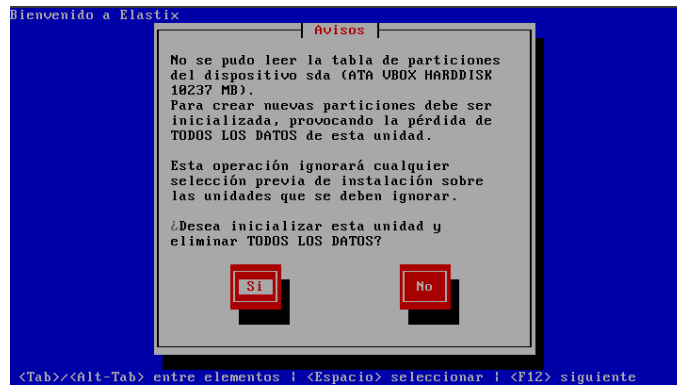 Bienvenido a Elastix
Avisos
No se pudo leer la tabla de particiones
del dispositivo sda (ATA VBOX HARDDISK
10237 MB).
Para crear nuevas particiones debe ser
inicializada, provocando la pérdida de
TODOS LOS DATOS de esta unidad.
Esta operación ignorará cualquier
selección previa de instalación sobre
las unidades que se deben ignorar.
¿Desea inicializar esta unidad y
eliminar TODOS LOS DATOS?
Si No
<Tab>/<Alt-Tab> entre elementos | <Espacio> seleccionar | <F12> siguiente